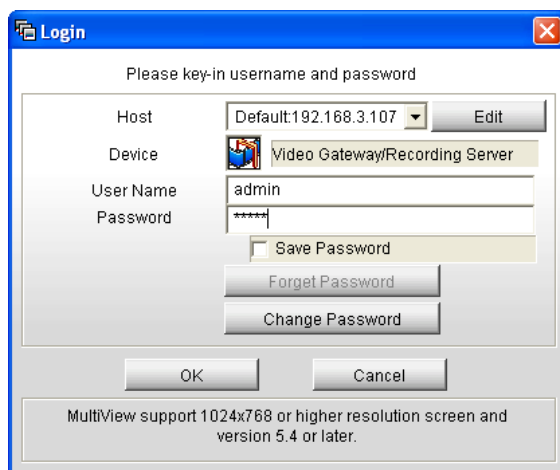 Login
Please key-in username and password
Host Default:192.168.3.107 Edit
Device Video Gateway/Recording Server
User Name admin
Password *****
Save Password
Forget Password
Change Password
OK Cancel
MultiView support 1024x768 or higher resolution screen and
version 5.4 or later.